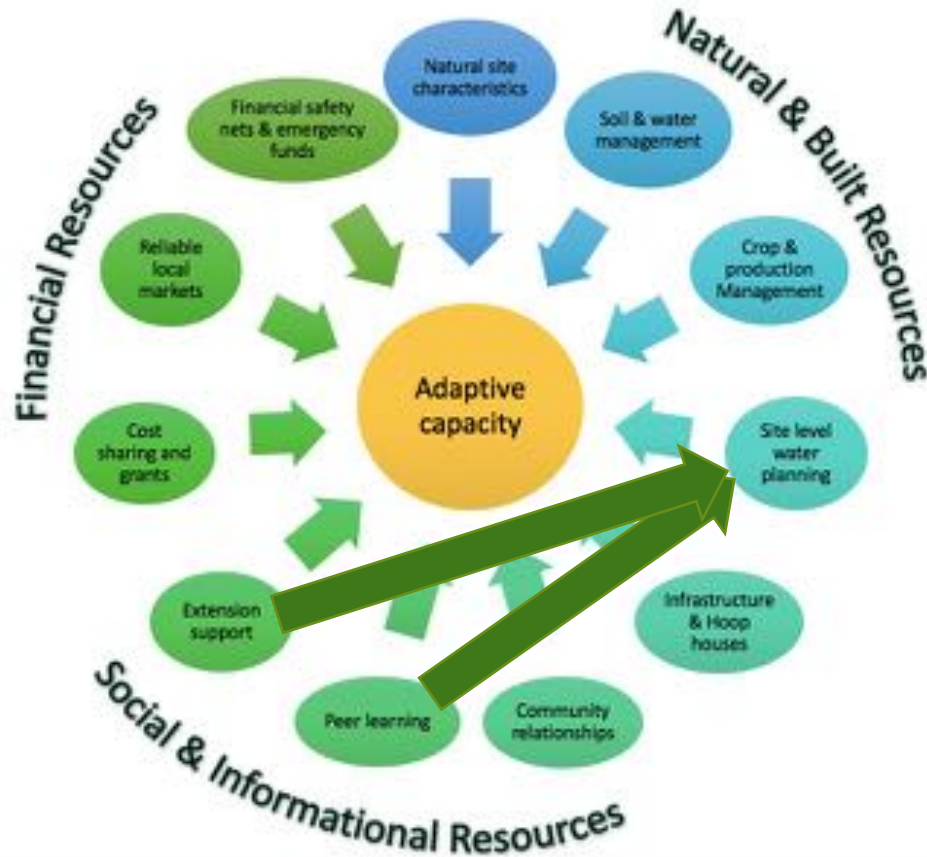 Natural site
characteristics
Soil & water
management
Crop &
production
Management
Site level
water
planning
Infrastructure
& Hoop
houses
Community
relationships
Peer learning
Extension
support
Cost
sharing and
grants
Reliable
local
markets
Financial safety
nets & emergency
funds
Adaptive
capacity
Natural & Built Resources
Social & Informational Resources
Financial Resources